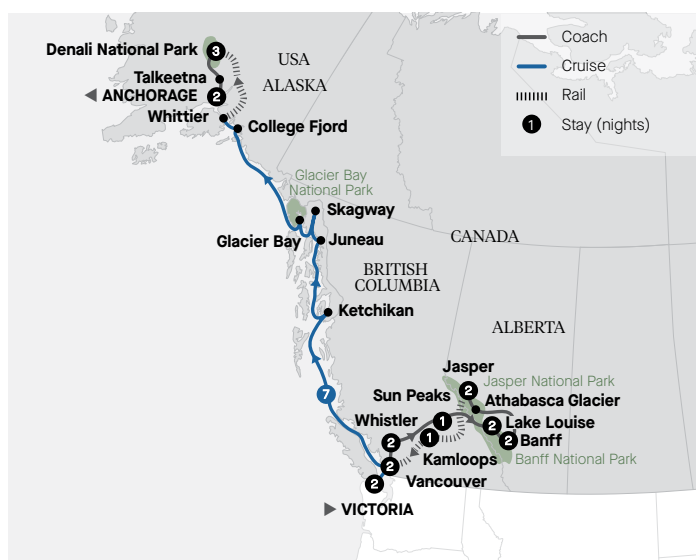 Coach
Cruise
Rail
1 Stay (nights)
Denali National Park 3
USA
ALASKA
Talkeetna
ANCHORAGE 2
Whittier
College Fjord
Glacier Bay
National Park
Skagway
Glacier Bay
Juneau
CANADA
BRITISH
COLUMBIA
Ketchikan
ALBERTA
Jasper
2
Jasper National Park
7
Sun Peaks
Athabasca Glacier
Whistler
1
2
Lake Louise
2
1
2
Banff
Kamloops
Banff National Park
2
Vancouver
2
VICTORIA